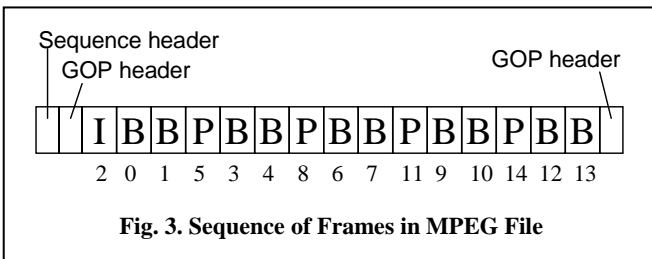 Sequence header
GOP header
GOP header
I B B P B B P B B P B B P B B
2 0 1 5 3 4 8 6 7 11 9 10 14 12 13
Fig. 3. Sequence of Frames in MPEG File